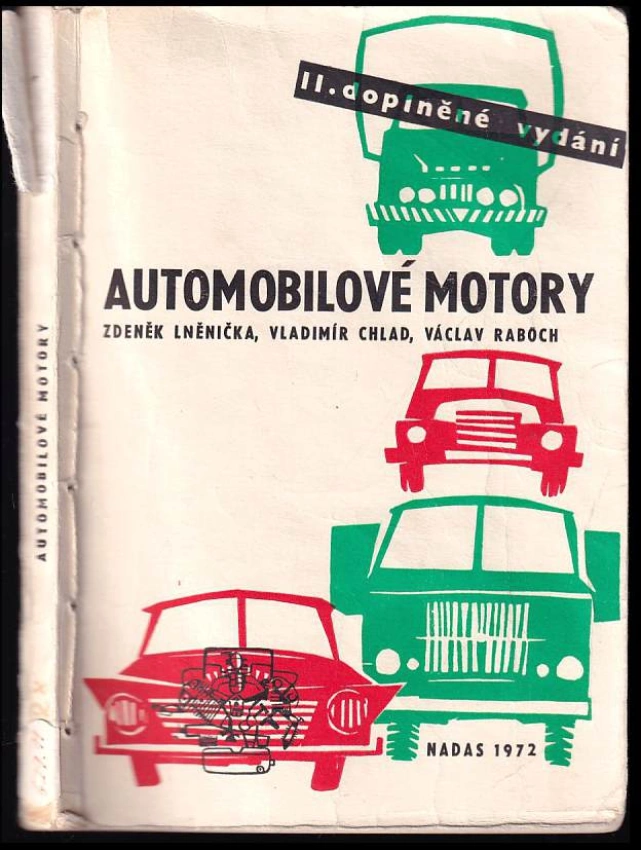 II. doplněné vydání
AUTOMOBILOVÉ MOTORY
ZDENĚK LNĚNIČKA, VLADIMÍR CHLAD, VÁCLAV RABOCH
NADAS 1972
AUTOMOBILOVÉ MOTORY